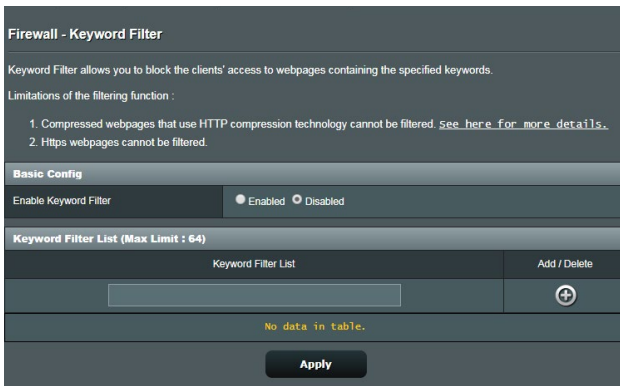 Firewall - Keyword Filter
Keyword Filter allows you to block the clients' access to webpages containing the specified keywords.
Limitations of the filtering function :
1. Compressed webpages that use HTTP compression technology cannot be filtered. See here for more details.
2. Https webpages cannot be filtered.
Basic Config
Enable Keyword Filter Enabled Disabled
Keyword Filter List (Max Limit : 64)
Keyword Filter List Add / Delete
No data in table.
Apply